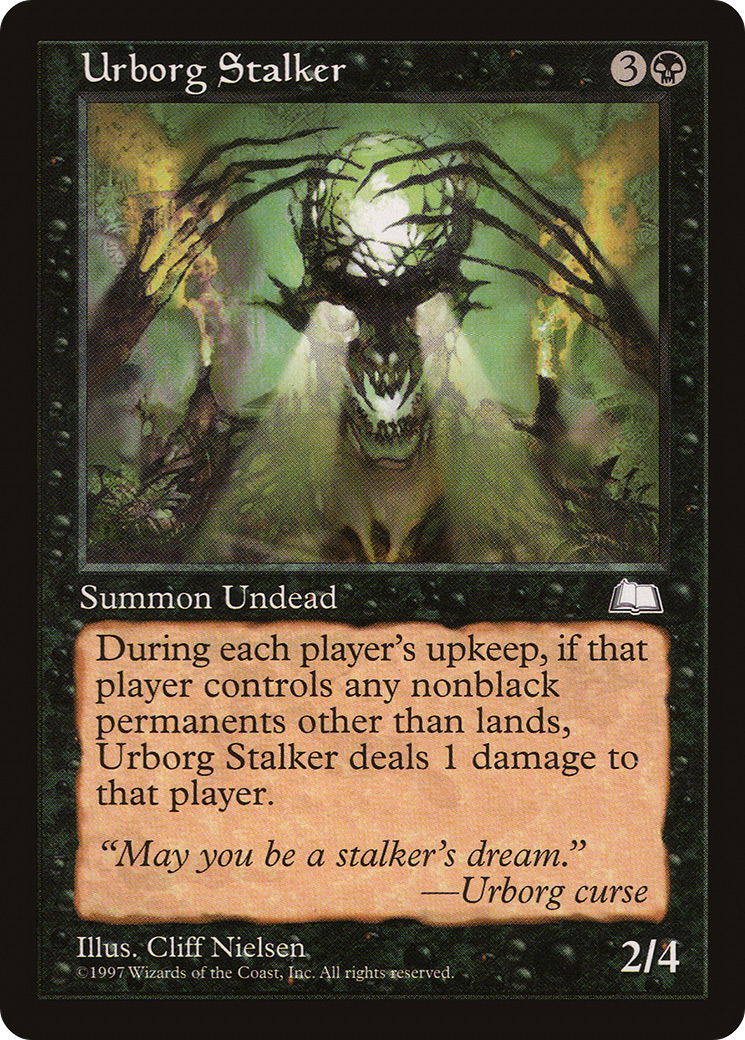 Urborg Stalker 3
Summon Undead
During each player's upkeep, if that
player controls any nonblack
permanents other than lands,
Urborg Stalker deals 1 damage to
that player.
"May you be a stalker's dream."
—Urborg curse
Illus. Cliff Nielsen
©1997 Wizards of the Coast, Inc. All rights reserved.
2/4